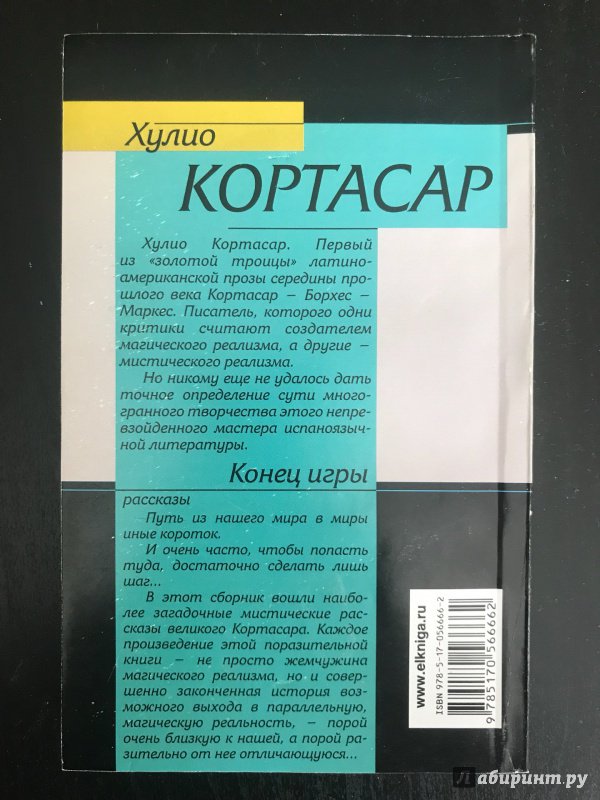 Хулио
КОРТАСАР
Хулио Кортасар. Первый
из «золотой троицы» латино-
американской прозы середины про-
шлого века Кортасар – Борхес –
Маркес. Писатель, которого одни
критики считают создателем
магического реализма, а другие –
мистического реализма.
Но никому еще не удалось дать
точное определение сути много-
гранного творчества этого непре-
взойденного мастера испаноязыч-
ной литературы.
Конец игры
рассказы
Путь из нашего мира в миры
иные короток.
И очень часто, чтобы попасть
туда, достаточно сделать лишь
шаг...
В этот сборник вошли наибо-
лее загадочные мистические рас-
сказы великого Кортасара. Каждое
произведение этой поразительной
книги – не просто жемчужина
магического реализма, но и совер-
шенно законченная история воз-
можного выхода в параллельную,
магическую реальность, – порой
очень близкую к нашей, а порой ра-
зительно от нее отличающуюся...
www.elkniga.ru
ISBN 978-5-17-056666-2
9 785170 566662
Лабиринт.ру